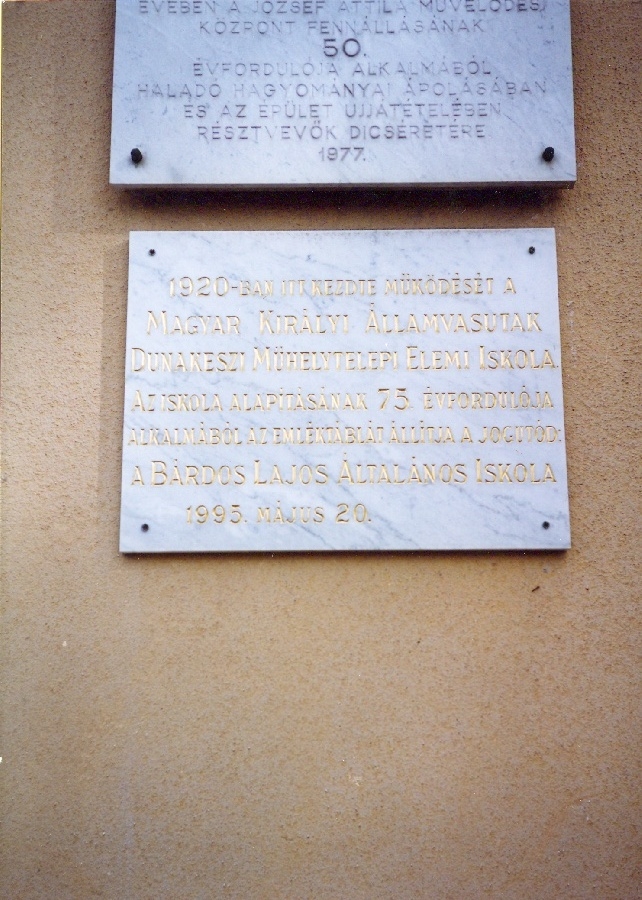 ÉVÉBEN A JÓZSEF ATTILA MŰVELŐDÉSI
KÖZPONT FENNÁLLÁSÁNAK
50.
ÉVFORDULÓJA ALKALMÁBÓL
HALADÓ HAGYOMÁNYAI ÁPOLÁSÁBAN
ÉS AZ ÉPÜLET UJJÁTÉTELÉBEN
RÉSZTVEVŐK DICSÉRETÉRE
1977.
1920-BAN ITT KEZDTE MŰKÖDÉSÉT A
MAGYAR KIRÁLYI ÁLLAMVASUTAK
DUNAKESZI MŰHELYTELEPI ELEMI ISKOLA.
AZ ISKOLA ALAPÍTÁSÁNAK 75. ÉVFORDULÓJA
ALKALMÁBÓL AZ EMLÉKTÁBLÁT ÁLLÍTJA A JOGUTÓD:
A BÁRDOS LAJOS ÁLTALÁNOS ISKOLA
1995. MÁJUS 20.